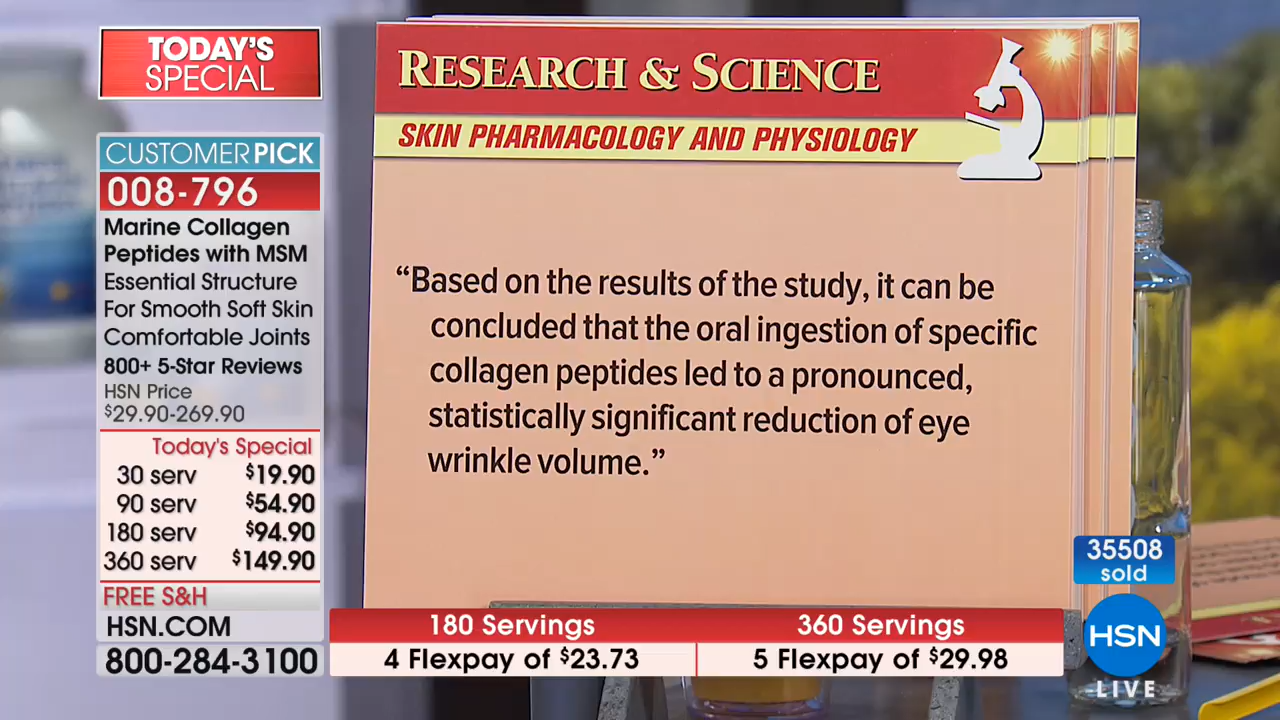 TODAY'S
SPECIAL
CUSTOMER PICK
008-796
Marine Collagen
Peptides with MSM
Essential Structure
For Smooth Soft Skin
Comfortable Joints
800+ 5-Star Reviews
HSN Price
$29.90-269.90
Today's Special
30 serv $19.90
90 serv $54.90
180 serv $94.90
360 serv $149.90
FREE S&H
HSN.COM
800-284-3100
RESEARCH & SCIENCE
SKIN PHARMACOLOGY AND PHYSIOLOGY
“Based on the results of the study, it can be
concluded that the oral ingestion of specific
collagen peptides led to a pronounced,
statistically significant reduction of eye
wrinkle volume.”
35508
sold
HSN
LIVE
180 Servings
4 Flexpay of $23.73
360 Servings
5 Flexpay of $29.98